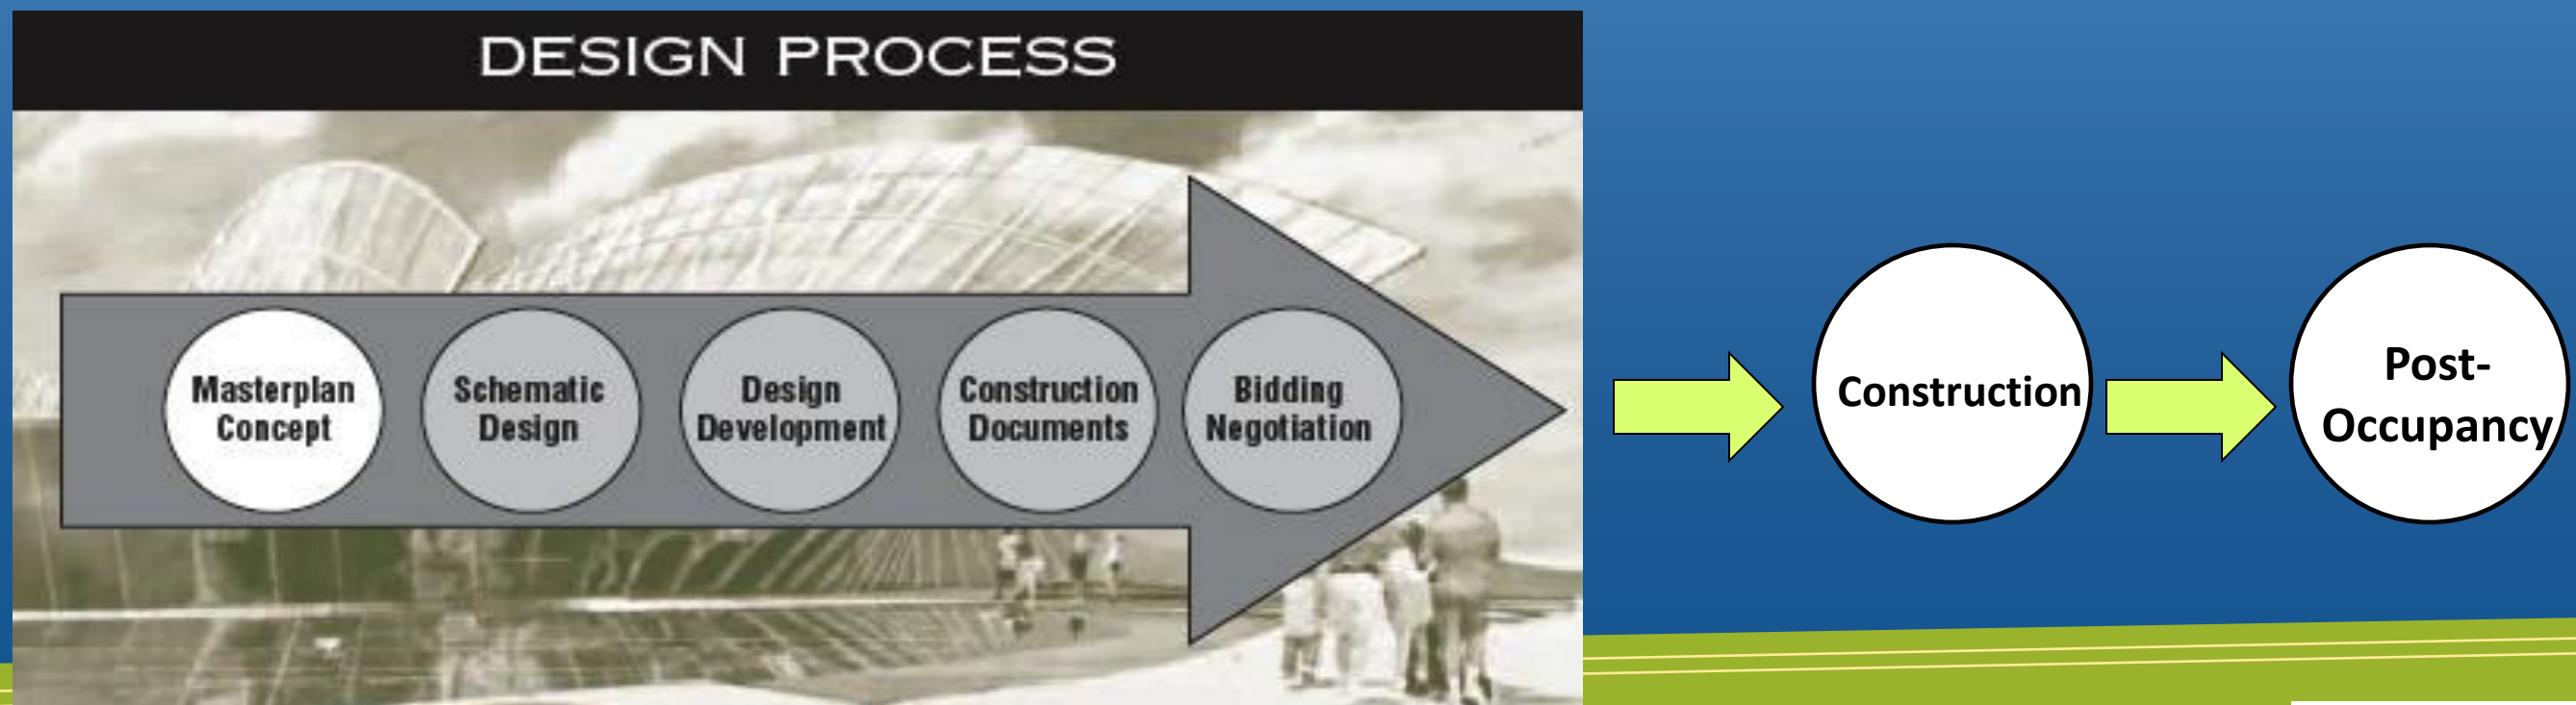 DESIGN PROCESS
Masterplan
Concept
Schematic
Design
Design
Development
Construction
Documents
Bidding
Negotiation
Construction
Post-
Occupancy